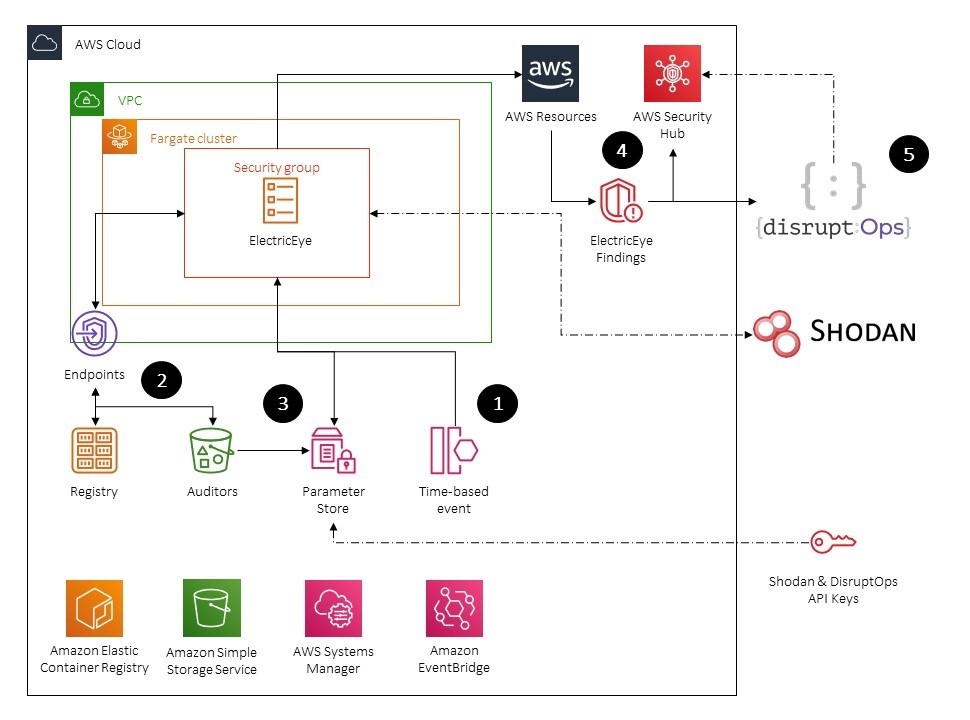 AWS Cloud
VPC
Fargate cluster
Security group
ElectricEye
aws
AWS Resources
AWS Security
Hub
4
5
ElectricEye
Findings
{disrupt:Ops}
SHODAN
Endpoints
2
3
1
Registry
Auditors
Parameter
Store
Time-based
event
Shodan & DisruptOps
API Keys
Amazon Elastic
Container Registry
Amazon Simple
Storage Service
AWS Systems
Manager
Amazon
EventBridge